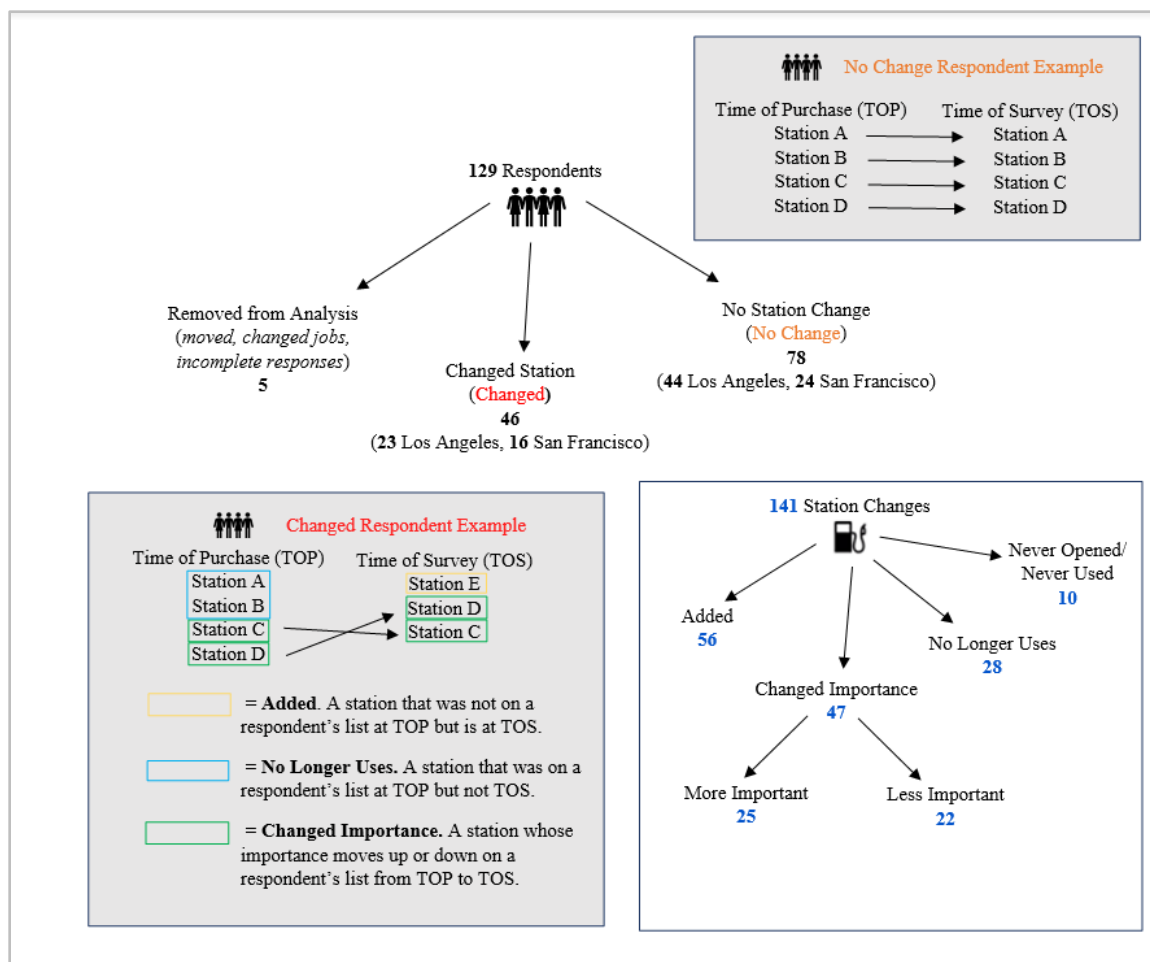 No Change Respondent Example
Time of Purchase (TOP) Time of Survey (TOS)
Station A Station A
Station B Station B
Station C Station C
Station D Station D
129 Respondents
Removed from Analysis
(moved, changed jobs,
incomplete responses)
5
Changed Station
(Changed)
46
(23 Los Angeles, 16 San Francisco)
No Station Change
(No Change)
78
(44 Los Angeles, 24 San Francisco)
Changed Respondent Example
Time of Purchase (TOP) Time of Survey (TOS)
Station A Station E
Station B Station D
Station C Station C
Station D
= Added. A station that was not on a
respondent’s list at TOP but is at TOS.
= No Longer Uses. A station that was on a
respondent’s list at TOP but not TOS.
= Changed Importance. A station whose
importance moves up or down on a
respondent’s list from TOP to TOS.
141 Station Changes
Added
56
Changed Importance
47
More Important
25
Less Important
22
No Longer Uses
28
Never Opened/
Never Used
10